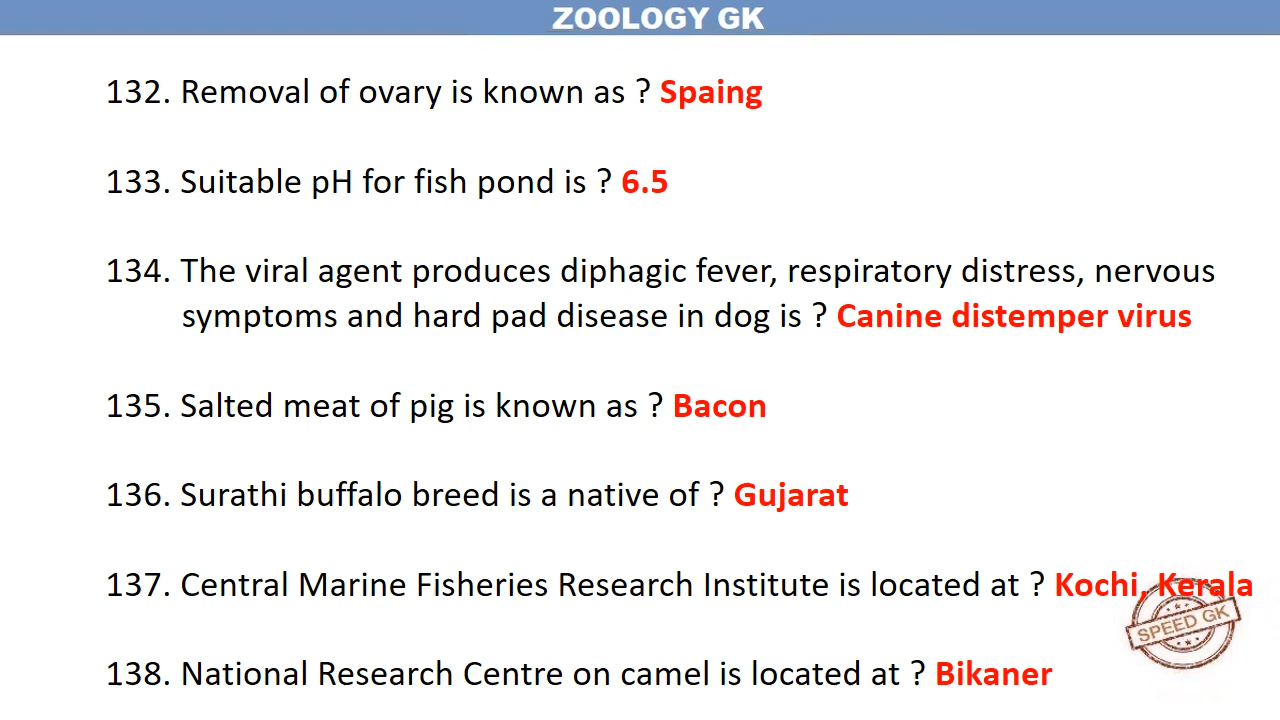 ZOOLOGY GK
132. Removal of ovary is known as ? Spaing
133. Suitable pH for fish pond is ? 6.5
134. The viral agent produces diphagic fever, respiratory distress, nervous
symptoms and hard pad disease in dog is ? Canine distemper virus
135. Salted meat of pig is known as ? Bacon
136. Surathi buffalo breed is a native of ? Gujarat
137. Central Marine Fisheries Research Institute is located at ? Kochi, Kerala
SPEED GK
138. National Research Centre on camel is located at ? Bikaner